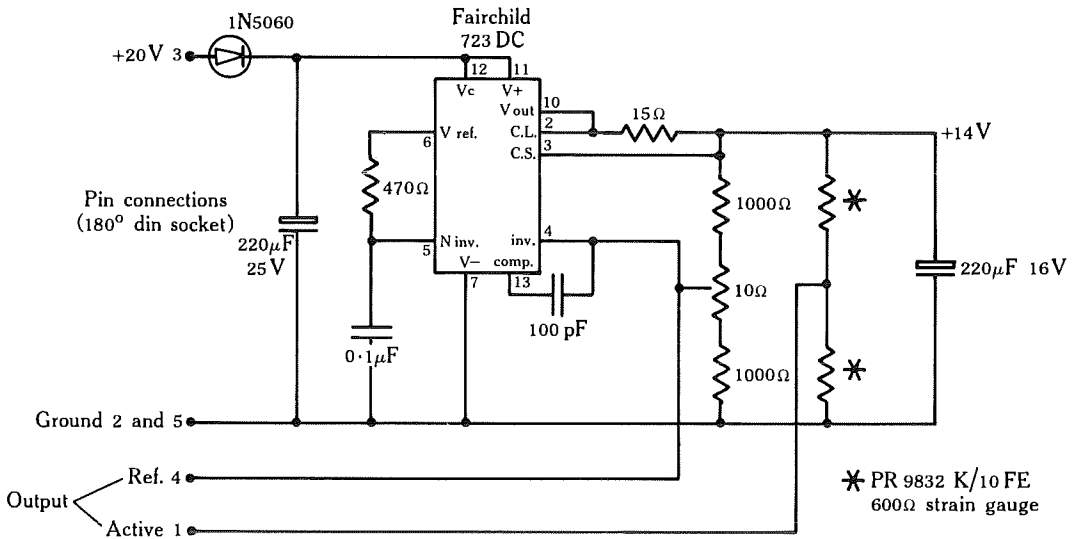 Fairchild
723 DC
1N5060
+20V 3
12
11
Vc
V+
10
V out
2
C.L.
3
C.S.
15Ω
+14V
V ref.
6
470Ω
Pin connections
(180° din socket)
220μF
25V
1000Ω
N inv.
5
inv.
4
V−
comp.
7
13
10Ω
220μF 16V
100 pF
0·1μF
1000Ω
Ground 2 and 5
Ref. 4
Output
Active 1
PR 9832 K/10 FE
600Ω strain gauge